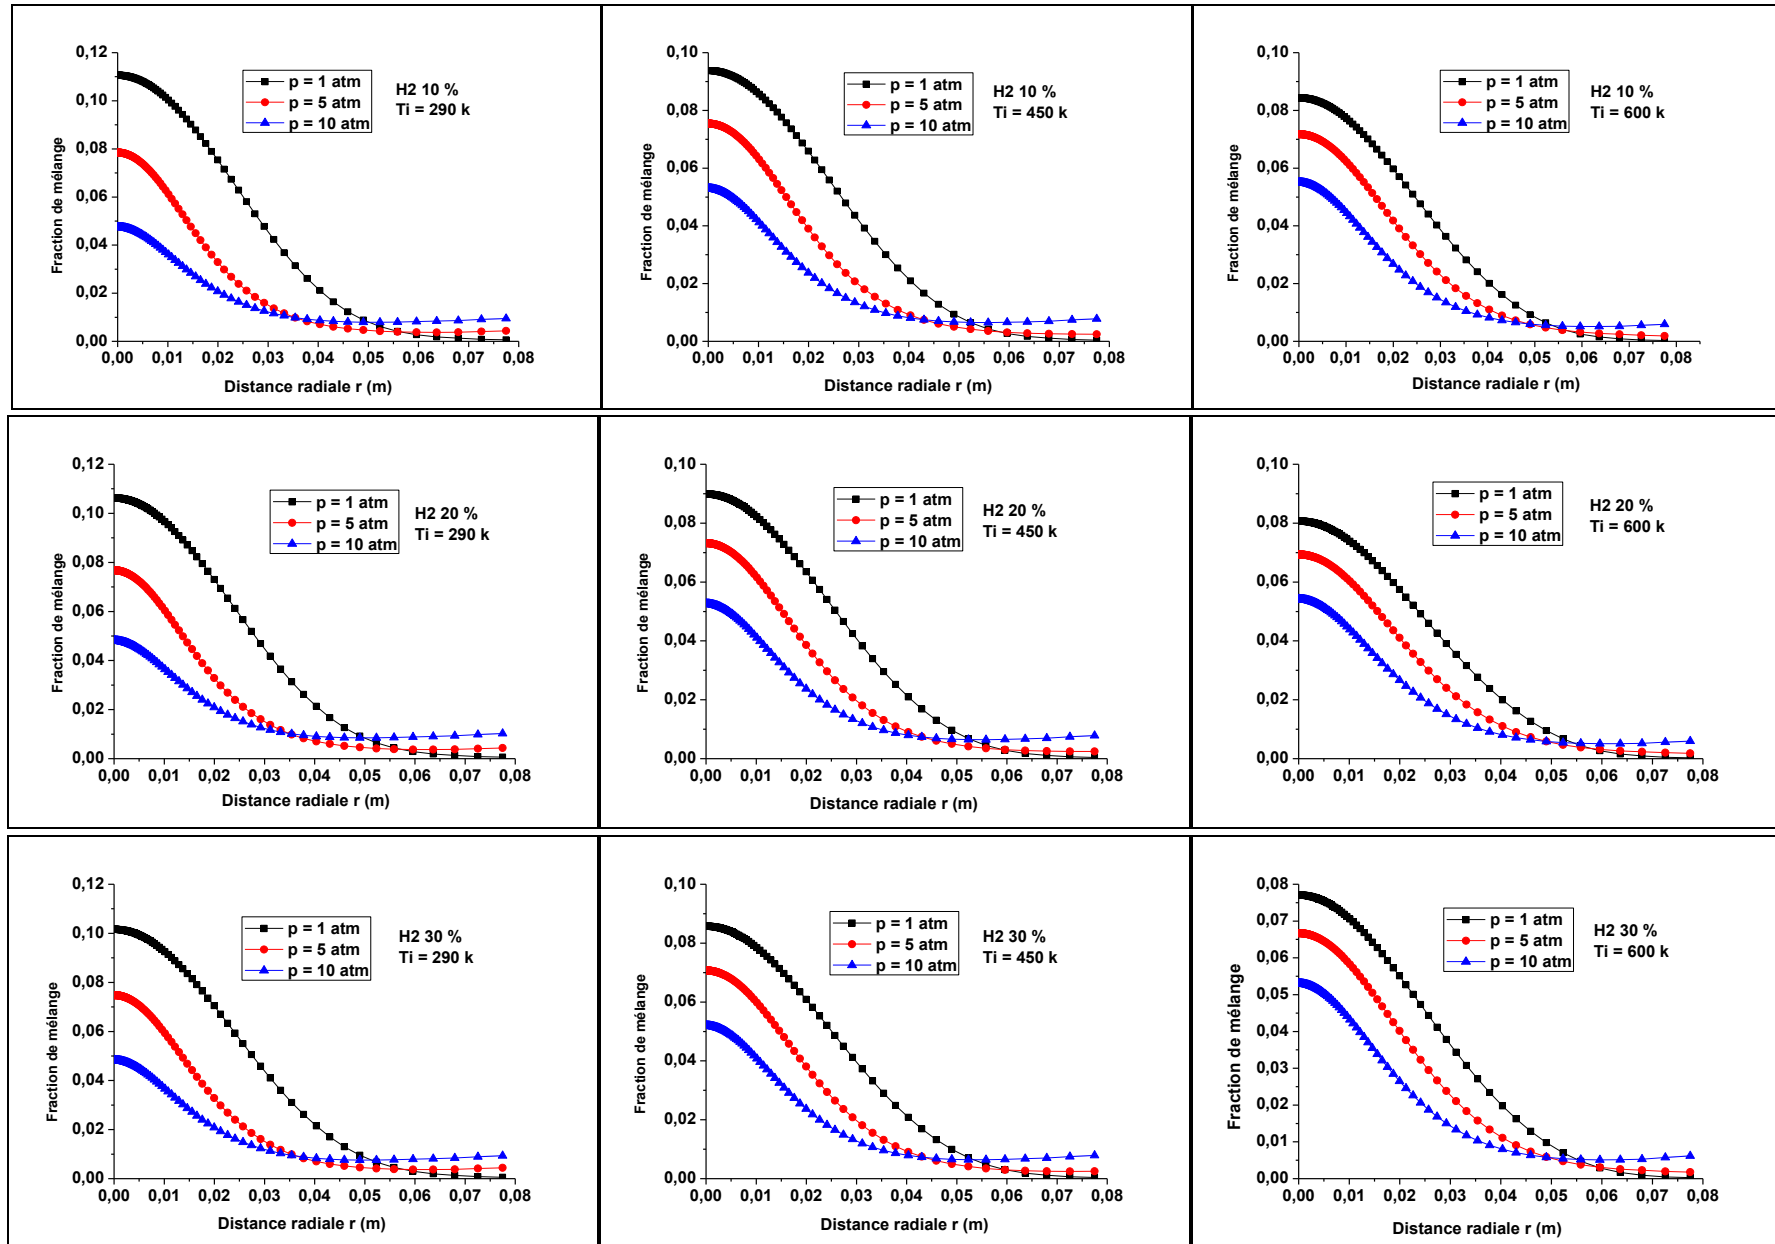 0,12
0,10
0,08
0,06
0,04
0,02
0,00
Fraction de mélange
p = 1 atm
p = 5 atm
p = 10 atm
H2 10 %
Ti = 290 k
0,00 0,01 0,02 0,03 0,04 0,05 0,06 0,07 0,08
Distance radiale r (m)
0,10
0,08
0,06
0,04
0,02
0,00
Fraction de mélange
p = 1 atm
p = 5 atm
p = 10 atm
H2 10 %
Ti = 450 k
0,00 0,01 0,02 0,03 0,04 0,05 0,06 0,07 0,08
Distance radiale r (m)
0,10
0,08
0,06
0,04
0,02
0,00
Fraction de mélange
p = 1 atm
p = 5 atm
p = 10 atm
H2 10 %
Ti = 600 k
0,00 0,01 0,02 0,03 0,04 0,05 0,06 0,07 0,08
Distance radiale r (m)
0,12
0,10
0,08
0,06
0,04
0,02
0,00
Fraction de mélange
p = 1 atm
p = 5 atm
p = 10 atm
H2 20 %
Ti = 290 k
0,00 0,01 0,02 0,03 0,04 0,05 0,06 0,07 0,08
Distance radiale r (m)
0,10
0,08
0,06
0,04
0,02
0,00
Fraction de mélange
p = 1 atm
p = 5 atm
p = 10 atm
H2 20 %
Ti = 450 k
0,00 0,01 0,02 0,03 0,04 0,05 0,06 0,07 0,08
Distance radiale r (m)
0,10
0,08
0,06
0,04
0,02
0,00
Fraction de mélange
p = 1 atm
p = 5 atm
p = 10 atm
H2 20 %
Ti = 600 k
0,00 0,01 0,02 0,03 0,04 0,05 0,06 0,07 0,08
Distance radiale r (m)
0,12
0,10
0,08
0,06
0,04
0,02
0,00
Fraction de mélange
p = 1 atm
p = 5 atm
p = 10 atm
H2 30 %
Ti = 290 k
0,00 0,01 0,02 0,03 0,04 0,05 0,06 0,07 0,08
Distance radiale r (m)
0,10
0,08
0,06
0,04
0,02
0,00
Fraction de mélange
p = 1 atm
p = 5 atm
p = 10 atm
H2 30 %
Ti = 450 k
0,00 0,01 0,02 0,03 0,04 0,05 0,06 0,07 0,08
Distance radiale r (m)
0,08
0,07
0,06
0,05
0,04
0,03
0,02
0,01
0,00
Fraction de mélange
p = 1 atm
p = 5 atm
p = 10 atm
H2 30 %
Ti = 600 k
0,00 0,01 0,02 0,03 0,04 0,05 0,06 0,07 0,08
Distance radiale r (m)